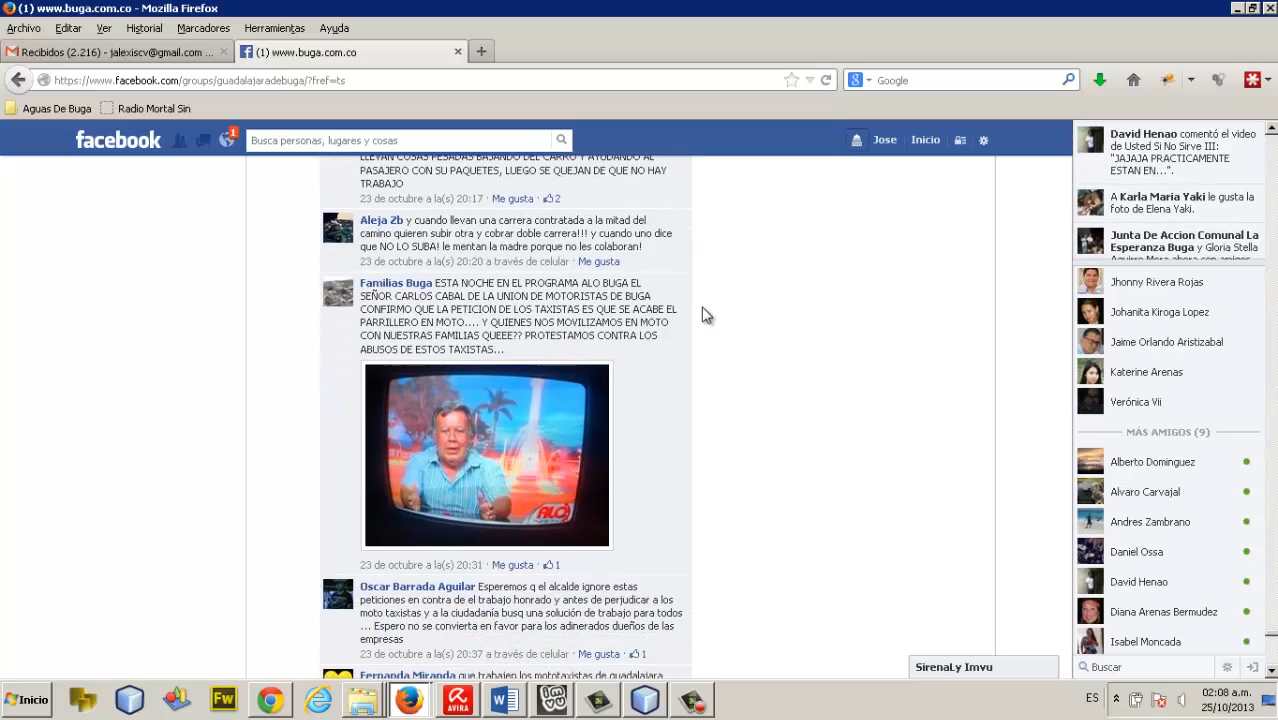 (1) www.buga.com.co - Mozilla Firefox
Archivo Editar Ver Historial Marcadores Herramientas Ayuda
Recibidos (2.216) - jalexiscv@gmail.com ...
(1) www.buga.com.co
https://www.facebook.com/groups/guadalajaradebuga/?fref=ts
Google
Aguas De Buga Radio Mortal Sin
facebook
1
Busca personas, lugares y cosas
Jose Inicio
LLEVAN COSAS PESADAS BAJANDO DEL CARRO Y AYUDANDO AL
PASAJERO CON SU PAQUETES, LUEGO SE QUEJAN DE QUE NO HAY
TRABAJO
23 de octubre a la(s) 20:17 · Me gusta · 2
Aleja Zb y cuando llevan una carrera contratada a la mitad del
camino quieren subir otra y cobrar doble carrera!!! y cuando uno dice
que NO LO SUBA! le mentan la madre porque no les colaboran!
23 de octubre a la(s) 20:20 a través de celular · Me gusta
Familias Buga ESTA NOCHE EN EL PROGRAMA ALO BUGA EL
SEÑOR CARLOS CABAL DE LA UNION DE MOTORISTAS DE BUGA
CONFIRMO QUE LA PETICION DE LOS TAXISTAS ES QUE SE ACABE EL
PARRILLERO EN MOTO.... Y QUIENES NOS MOVILIZAMOS EN MOTO
CON NUESTRAS FAMILIAS QUEEE?? PROTESTAMOS CONTRA LOS
ABUSOS DE ESTOS TAXISTAS...
ALO
23 de octubre a la(s) 20:31 · Me gusta · 1
Oscar Barrada Aguilar Esperemos q el alcalde ignore estas
peticiones en contra de el trabajo honrado y antes de perjudicar a los
moto taxistas y a la ciudadanía busq una solución de trabajo para todos
... Espero no se convierta en favor para los adinerados dueños de las
empresas
23 de octubre a la(s) 20:37 a través de celular · Me gusta · 1
Fernanda Miranda que trabajen los mototaxistas de guadalajara
David Henao comentó el video
de Usted Si No Sirve III:
"JAJAJA PRACTICAMENTE
ESTAN EN...".
A Karla Maria Yaki le gusta la
foto de Elena Yaki.
Junta De Accion Comunal La
Esperanza Buga y Gloria Stella
Aguirre Mora ahora son amigos.
Jhonny Rivera Rojas
Johanita Kiroga Lopez
Jaime Orlando Aristizabal
Katerine Arenas
Verónica Vii
MÁS AMIGOS (9)
Alberto Dominguez
Alvaro Carvajal
Andres Zambrano
Daniel Ossa
David Henao
Diana Arenas Bermudez
Isabel Moncada
Buscar
SirenaLy Imvu
Inicio
Fw
AVIRA
W
ES
02:08 a.m.
25/10/2013